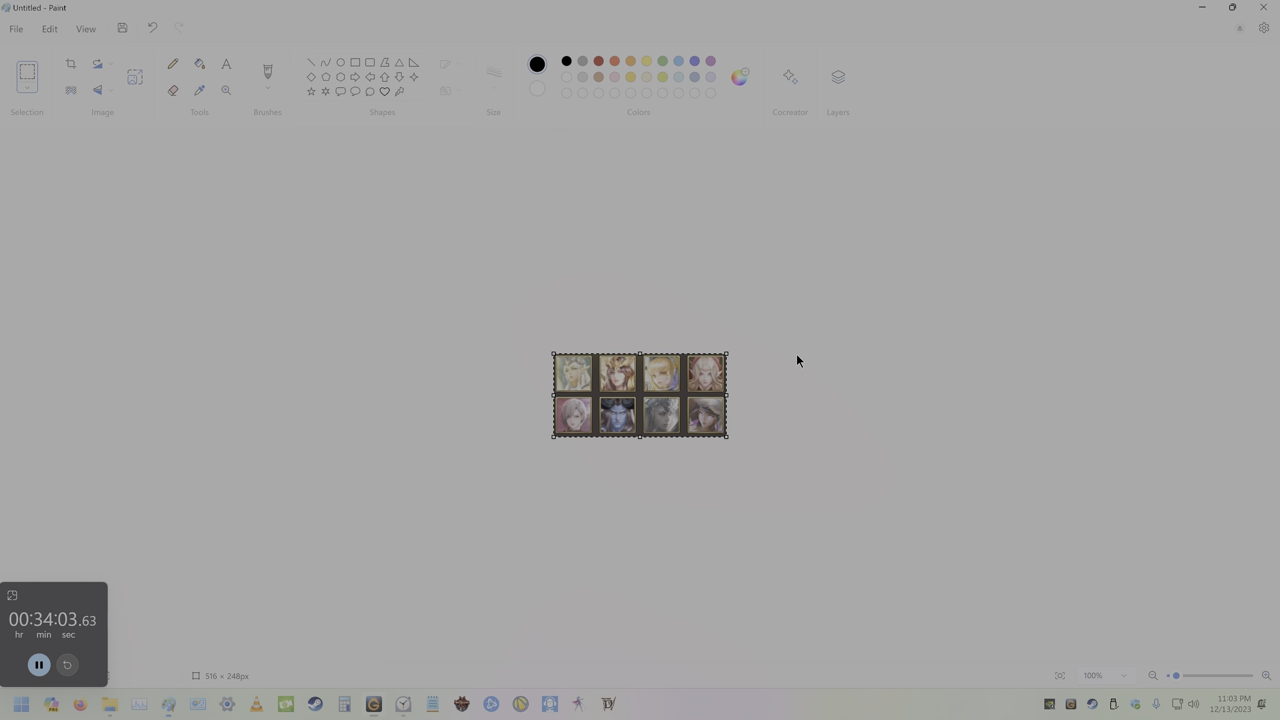 Untitled - Paint
File Edit View
Selection Image Tools Brushes Shapes Size Colors Cocreator Layers
00:34:03.63
hr min sec
516 × 248px
100%
11:03 PM
12/13/2023